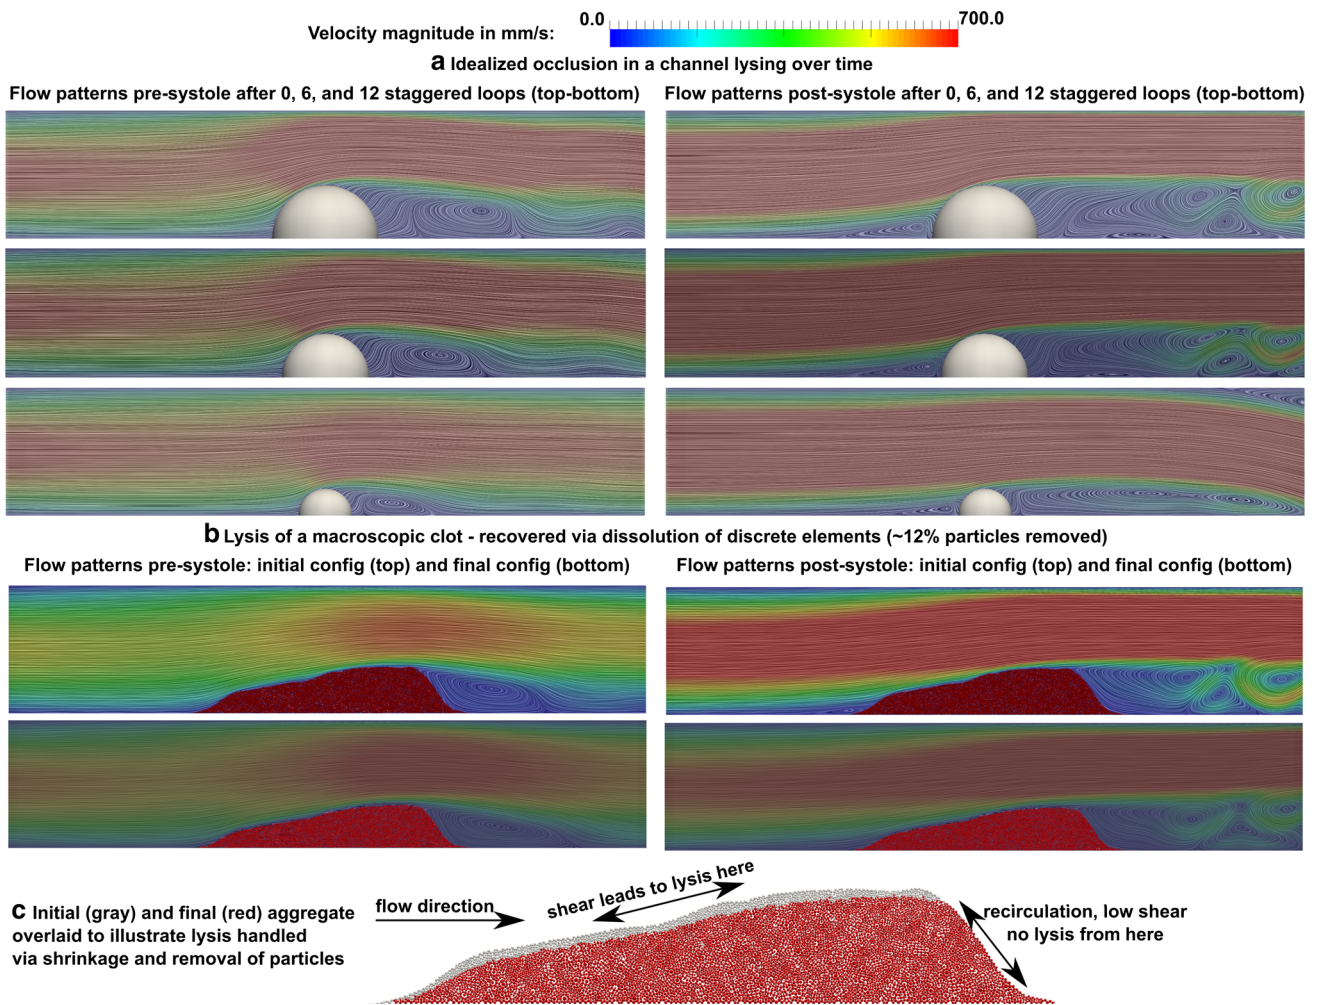 Velocity magnitude in mm/s:
0.0
700.0
a Idealized occlusion in a channel lysing over time
Flow patterns pre-systole after 0, 6, and 12 staggered loops (top-bottom)
Flow patterns post-systole after 0, 6, and 12 staggered loops (top-bottom)
b Lysis of a macroscopic clot - recovered via dissolution of discrete elements (~12% particles removed)
Flow patterns pre-systole: initial config (top) and final config (bottom)
Flow patterns post-systole: initial config (top) and final config (bottom)
c Initial (gray) and final (red) aggregate
overlaid to illustrate lysis handled
via shrinkage and removal of particles
flow direction
shear leads to lysis here
recirculation, low shear
no lysis from here